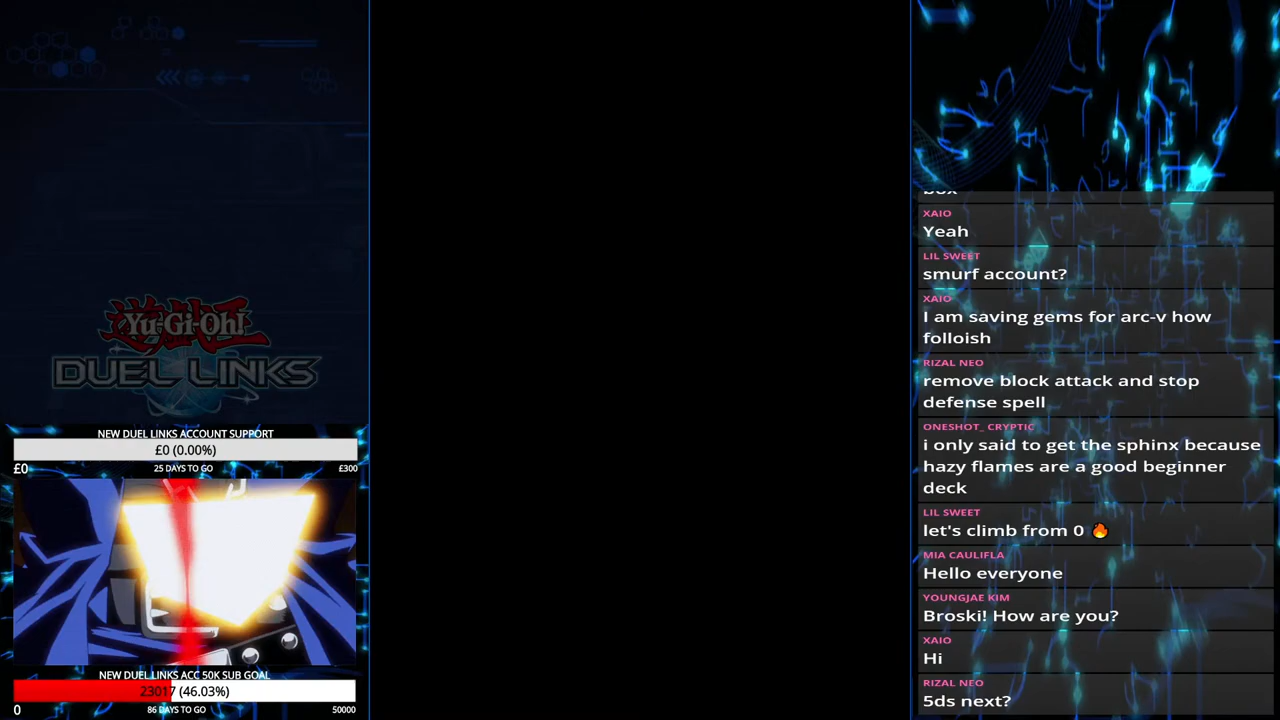 Yu-Gi-Oh!
DUEL LINKS
NEW DUEL LINKS ACCOUNT SUPPORT
£0 (0.00%)
£0
25 DAYS TO GO
£300
NEW DUEL LINKS ACC 50K SUB GOAL
23017 (46.03%)
0
86 DAYS TO GO
50000
box
XAIO
Yeah
LIL SWEET
smurf account?
XAIO
I am saving gems for arc-v how
folloish
RIZAL NEO
remove block attack and stop
defense spell
ONESHOT_ CRYPTIC
i only said to get the sphinx because
hazy flames are a good beginner
deck
LIL SWEET
let's climb from 0 🔥
MIA CAULIFLA
Hello everyone
YOUNGJAE KIM
Broski! How are you?
XAIO
Hi
RIZAL NEO
5ds next?